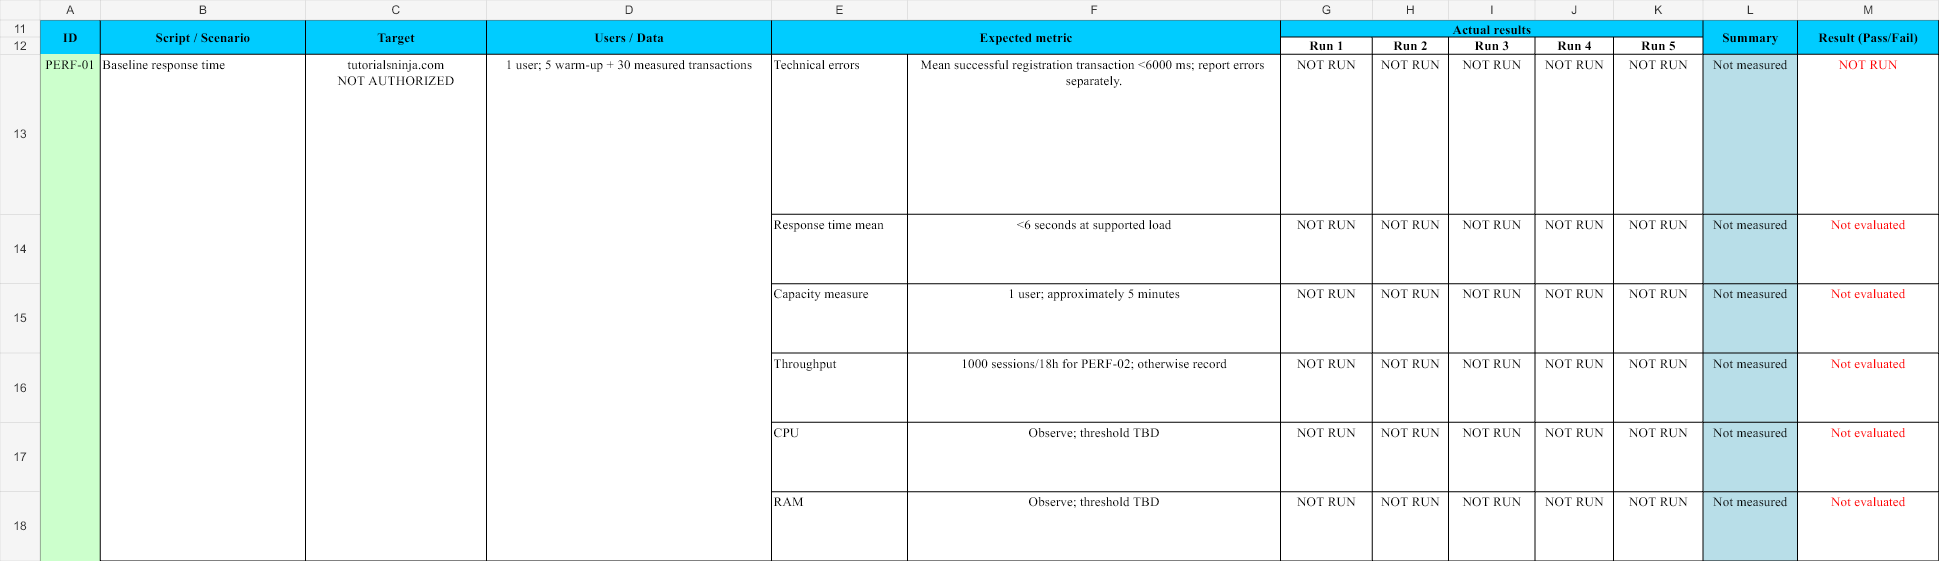 A B C D E F G H I J K L M
11 ID Script / Scenario Target Users / Data Expected metric Actual results Summary Result (Pass/Fail)
12 Run 1 Run 2 Run 3 Run 4 Run 5
13 PERF-01 Baseline response time tutorialsninja.com 1 user; 5 warm-up + 30 measured transactions Technical errors Mean successful registration transaction <6000 ms; report errors NOT RUN NOT RUN NOT RUN NOT RUN NOT RUN Not measured NOT RUN
NOT AUTHORIZED separately.
14 Response time mean <6 seconds at supported load NOT RUN NOT RUN NOT RUN NOT RUN NOT RUN Not measured Not evaluated
15 Capacity measure 1 user; approximately 5 minutes NOT RUN NOT RUN NOT RUN NOT RUN NOT RUN Not measured Not evaluated
16 Throughput 1000 sessions/18h for PERF-02; otherwise record NOT RUN NOT RUN NOT RUN NOT RUN NOT RUN Not measured Not evaluated
17 CPU Observe; threshold TBD NOT RUN NOT RUN NOT RUN NOT RUN NOT RUN Not measured Not evaluated
18 RAM Observe; threshold TBD NOT RUN NOT RUN NOT RUN NOT RUN NOT RUN Not measured Not evaluated